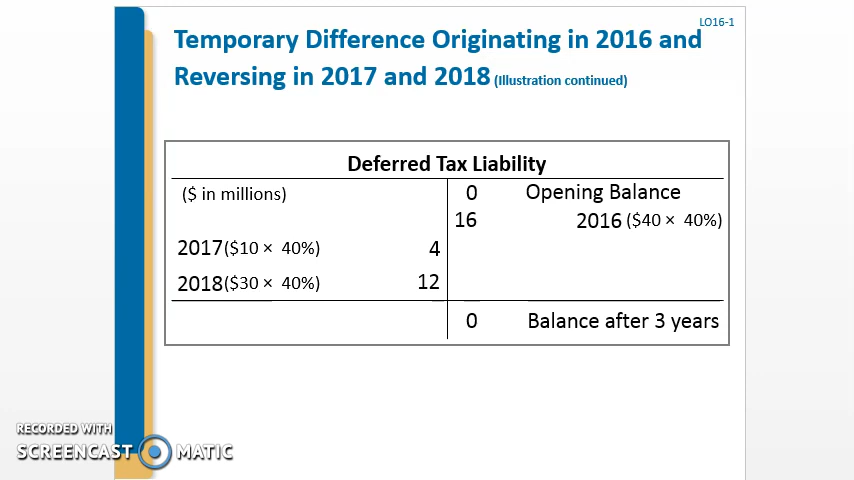 LO16-1
Temporary Difference Originating in 2016 and
Reversing in 2017 and 2018 (Illustration continued)
Deferred Tax Liability
($ in millions) 0 Opening Balance
16 2016 ($40 × 40%)
2017 ($10 × 40%) 4
2018 ($30 × 40%) 12
0 Balance after 3 years
RECORDED WITH
SCREENCAST MATIC